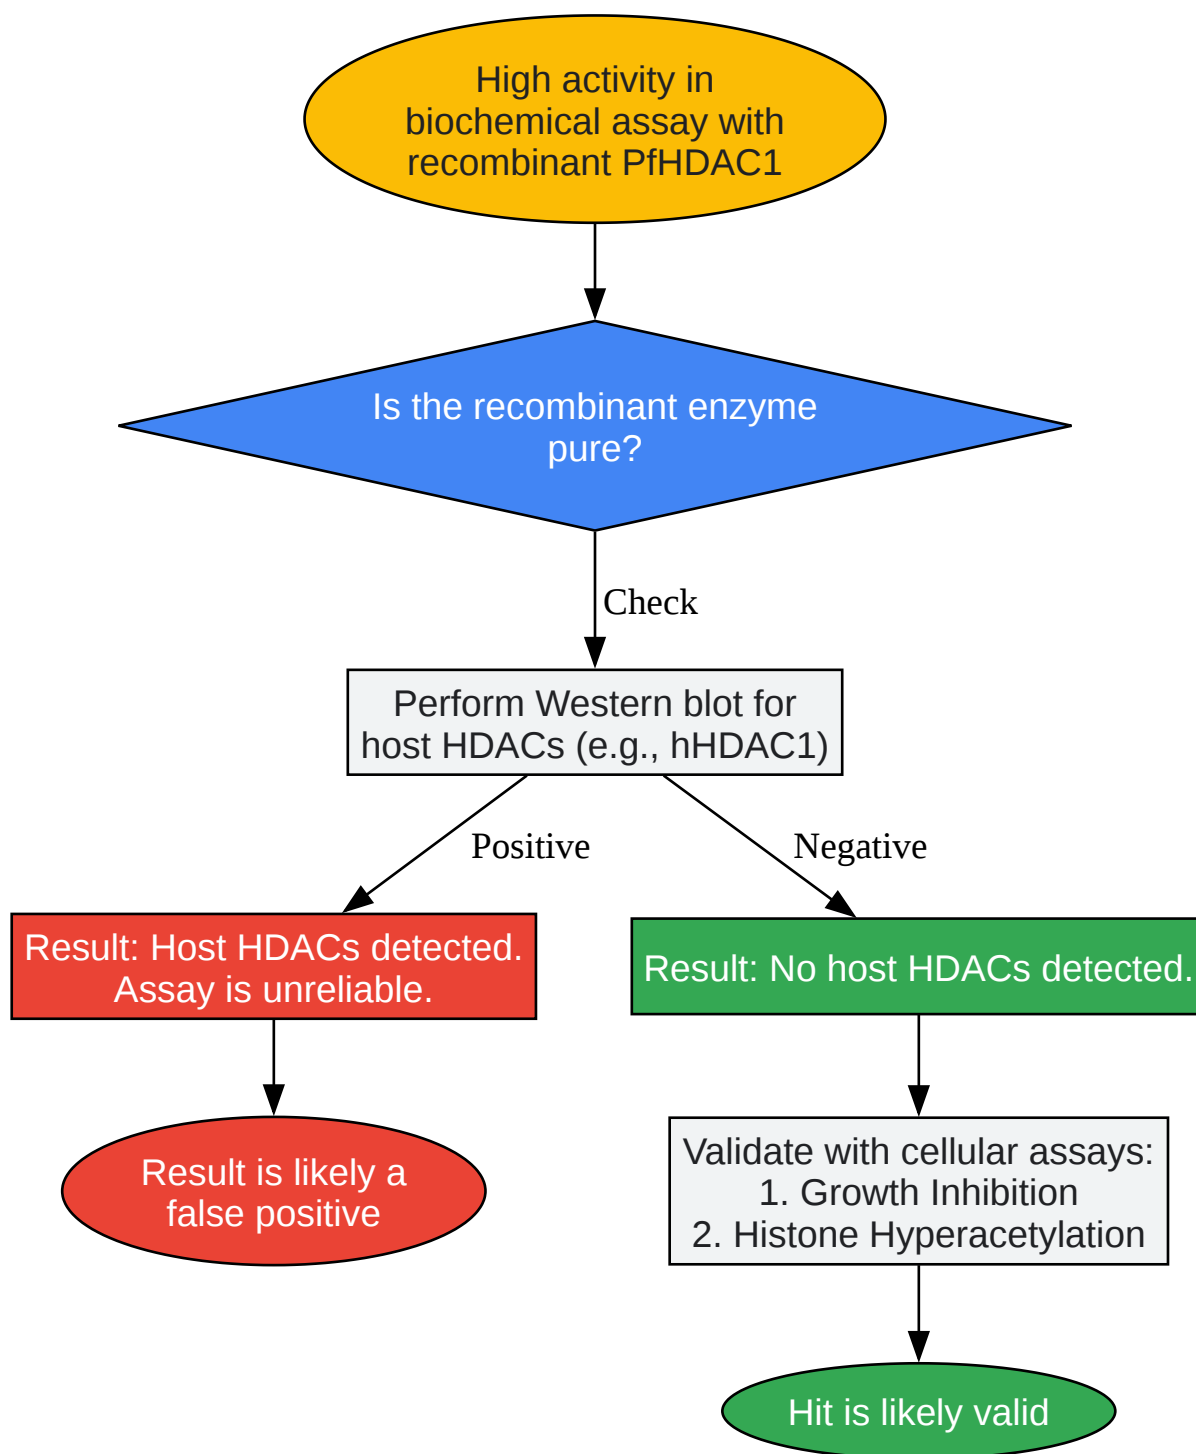 High activity in
biochemical assay with
recombinant PfHDAC1
Is the recombinant enzyme
pure?
Check
Perform Western blot for
host HDACs (e.g., hHDAC1)
Positive
Negative
Result: Host HDACs detected.
Assay is unreliable.
Result: No host HDACs detected.
Result is likely a
false positive
Validate with cellular assays:
1. Growth Inhibition
2. Histone Hyperacetylation
Hit is likely valid